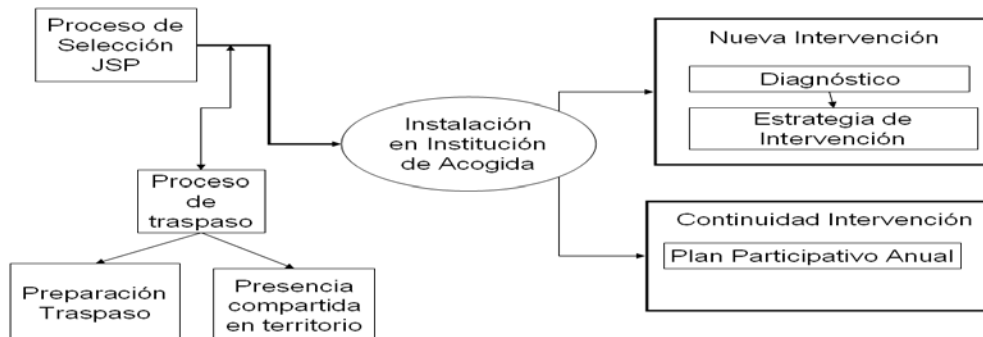 Proceso de
Selección
JSP
Nueva Intervención
Diagnóstico
Estrategia de
Intervención
Instalación
en Institución
de Acogida
Proceso
de
traspaso
Continuidad Intervención
Plan Participativo Anual
Preparación
Traspaso
Presencia
compartida
en territorio